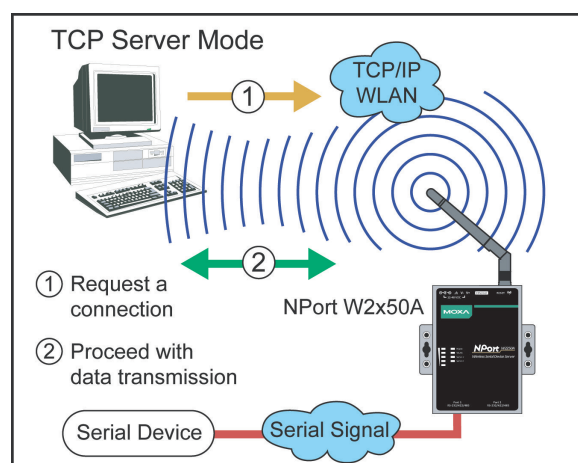 TCP Server Mode
1
TCP/IP
WLAN
2
1 Request a
connection
NPort W2x50A
MOXA
NPort
2 Proceed with
data transmission
Serial Device
Serial Signal